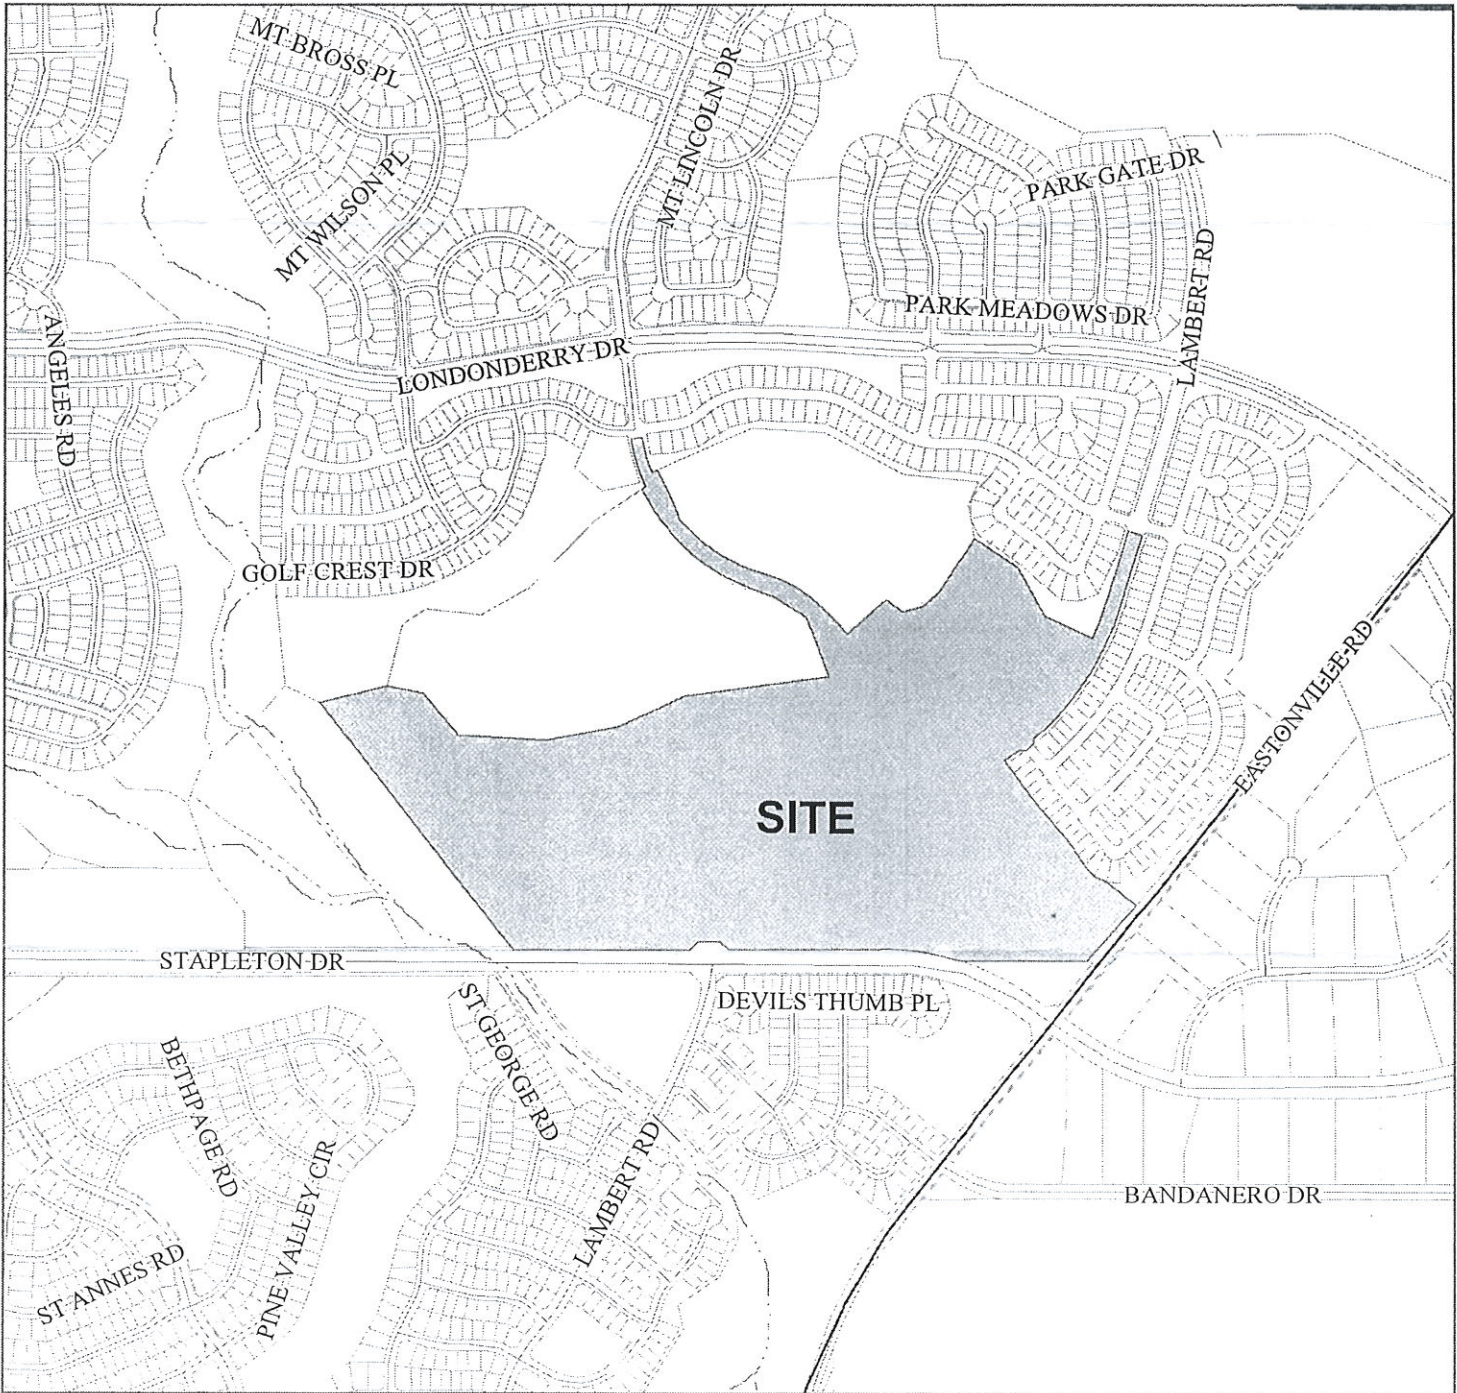 MT BROSS PL
MT LINCOLN DR
MT WILSON PL
PARK GATE DR
LAMBERT RD
PARK MEADOWS DR
ANGELES RD
LONDONDERRY DR
GOLF CREST DR
EASTONVILLE RD
SITE
STAPLETON DR
ST GEORGE RD
DEVILS THUMB PL
BETHPAGE RD
PINE VALLEY CIR
LAMBERT RD
BANDANERO DR
ST ANNES RD